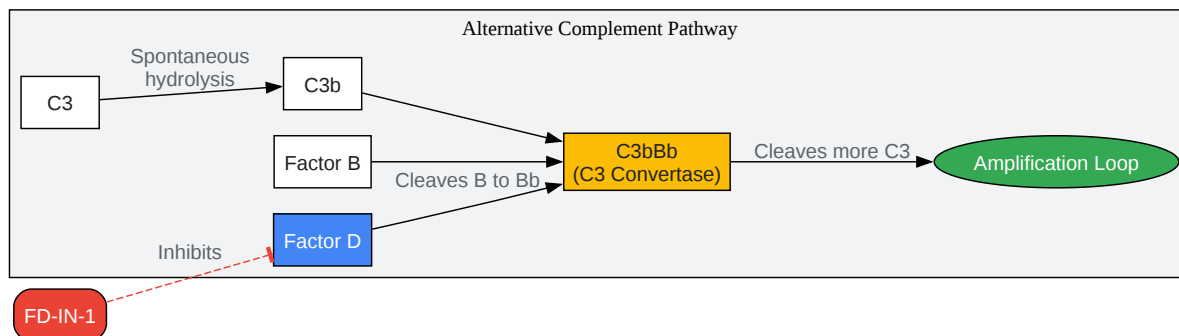 Alternative Complement Pathway
Spontaneous
hydrolysis
C3
C3b
Factor B
Cleaves B to Bb
C3bBb
(C3 Convertase)
Cleaves more C3
Amplification Loop
Factor D
Inhibits
FD-IN-1